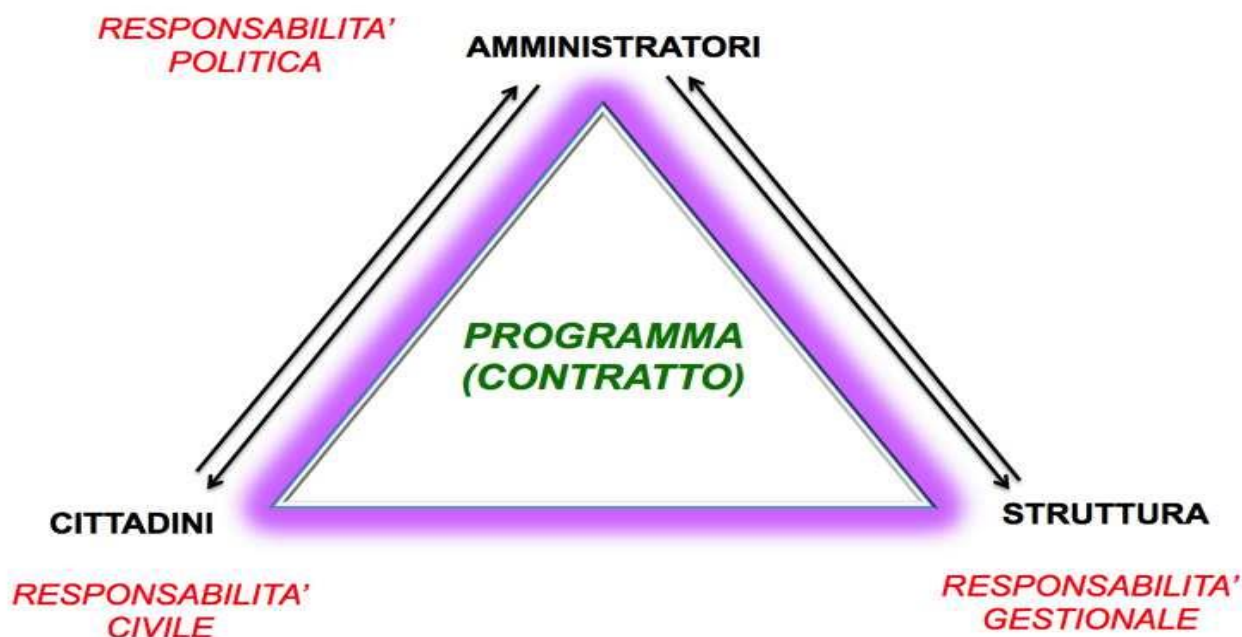 RESPONSABILITA’
POLITICA
AMMINISTRATORI
PROGRAMMA
(CONTRATTO)
CITTADINI
STRUTTURA
RESPONSABILITA’
CIVILE
RESPONSABILITA’
GESTIONALE